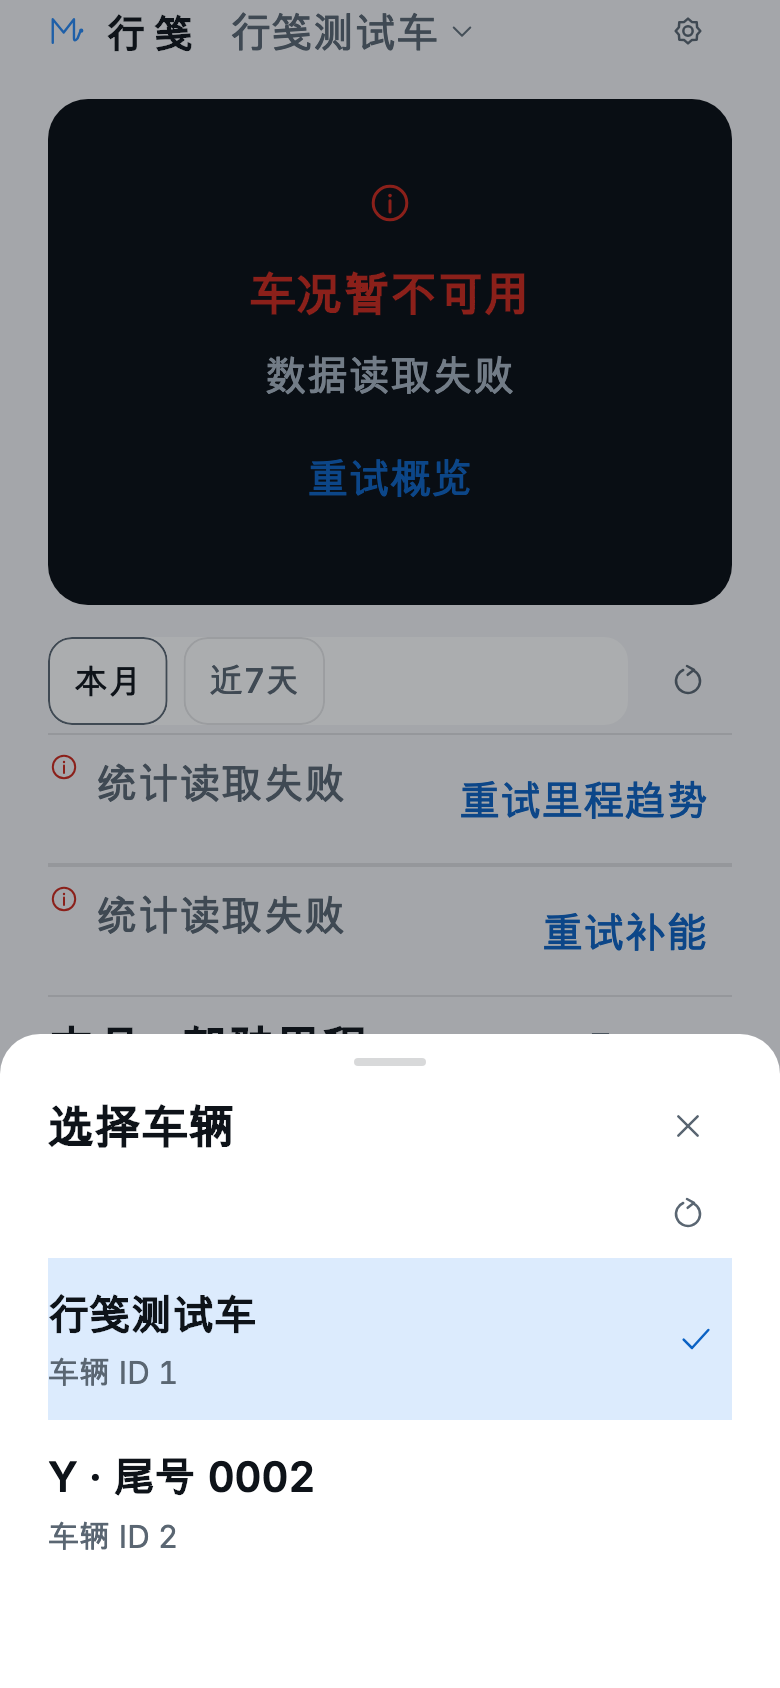 行笺 行笺测试车
车况暂不可用
数据读取失败
重试概览
本月 近7天
统计读取失败 重试里程趋势
统计读取失败 重试补能
选择车辆
行笺测试车
车辆 ID 1
Y · 尾号 0002
车辆 ID 2